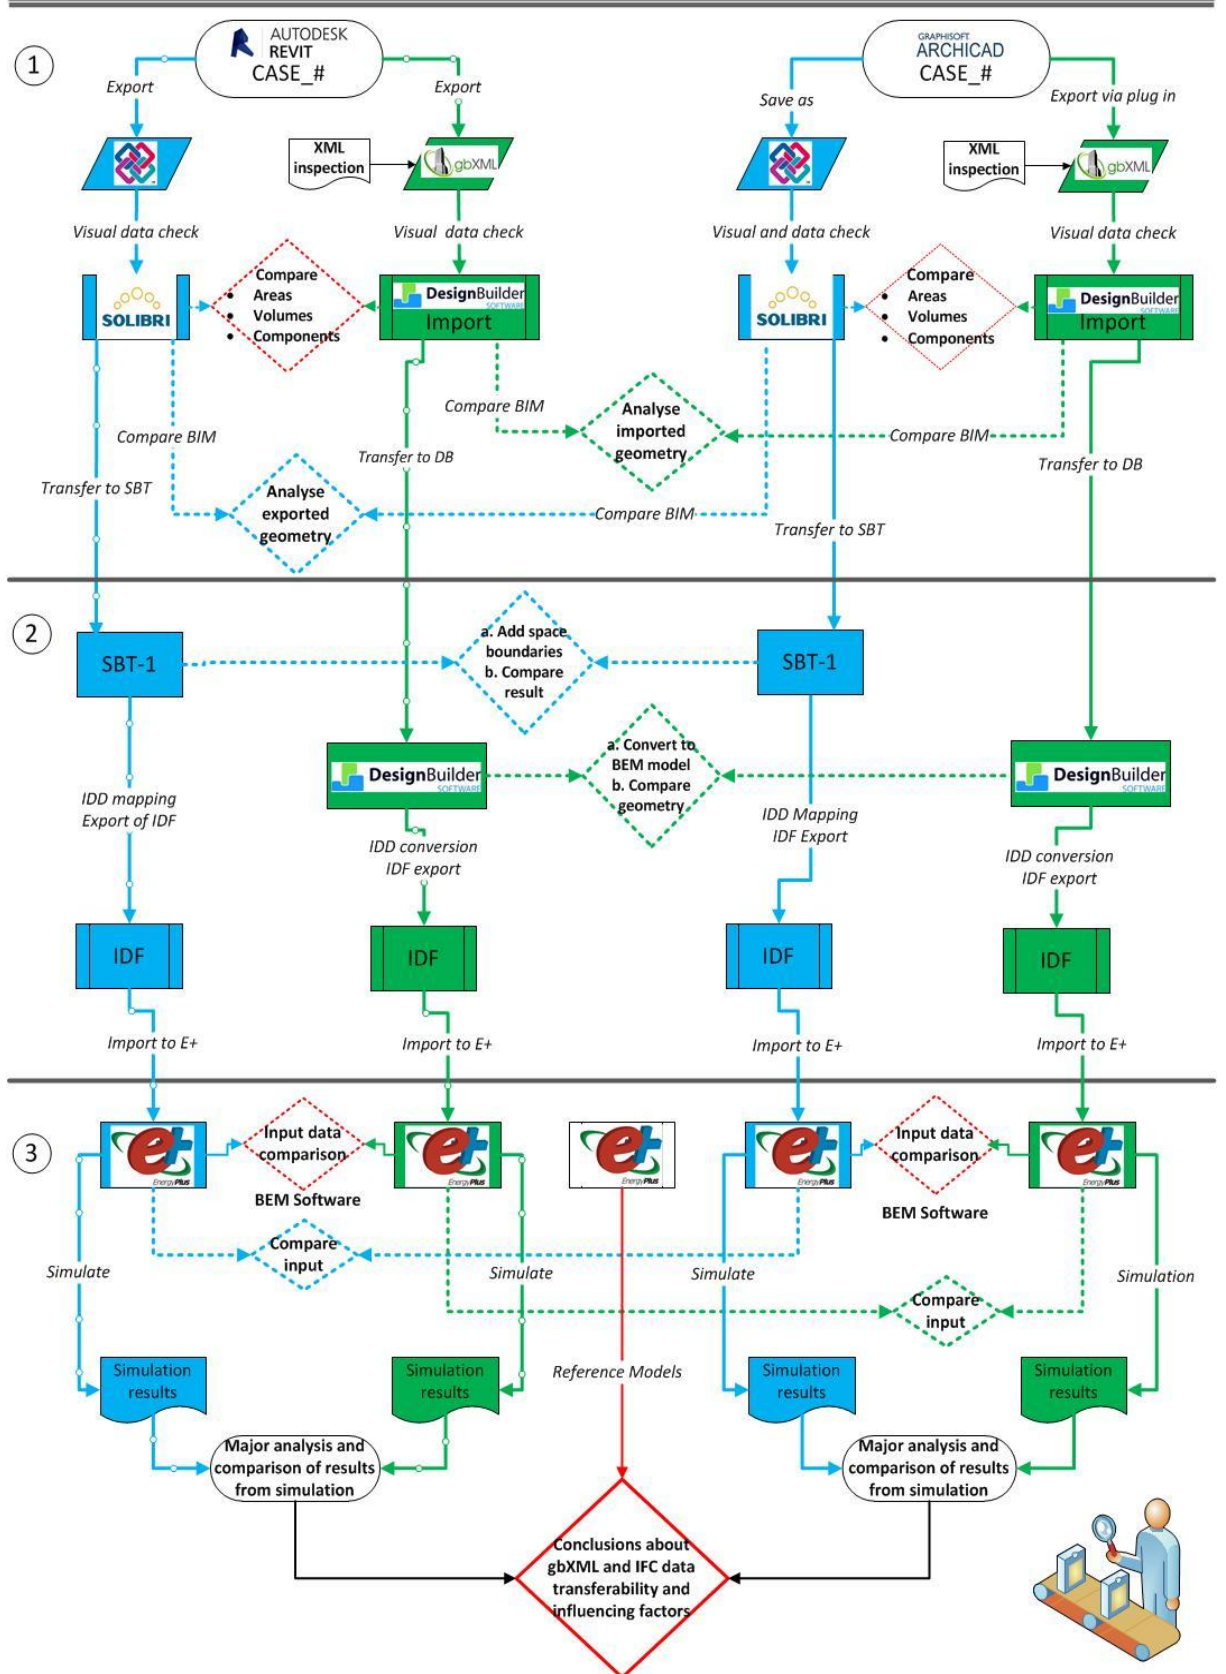 1
AUTODESK
REVIT
CASE_#
GRAPHISOFT
ARCHICAD
CASE_#
Export
Export
Save as
Export via plug in
XML
inspection
gbXML
XML
inspection
gbXML
Visual data check
Visual data check
Visual and data check
Visual data check
SOLIBRI
Compare
• Areas
• Volumes
• Components
DesignBuilder
SOFTWARE
Import
SOLIBRI
Compare
• Areas
• Volumes
• Components
DesignBuilder
SOFTWARE
Import
Compare BIM
Compare BIM
Analyse
imported
geometry
Compare BIM
Transfer to DB
Transfer to DB
Transfer to SBT
Analyse
exported
geometry
Compare BIM
Transfer to SBT
2
SBT-1
a. Add space
boundaries
b. Compare
result
SBT-1
DesignBuilder
SOFTWARE
a. Convert to
BEM model
b. Compare
geometry
DesignBuilder
SOFTWARE
IDD mapping
Export of IDF
IDD conversion
IDF export
IDD Mapping
IDF Export
IDD conversion
IDF export
IDF
IDF
IDF
IDF
Import to E+
Import to E+
Import to E+
Import to E+
3
e+
EnergyPlus
Input data
comparison
BEM Software
e+
EnergyPlus
e+
EnergyPlus
e+
EnergyPlus
Input data
comparison
BEM Software
e+
EnergyPlus
Compare
input
Simulate
Simulate
Simulate
Simulation
Compare
input
Simulation
results
Simulation
results
Reference Models
Simulation
results
Simulation
results
Major analysis and
comparison of results
from simulation
Major analysis and
comparison of results
from simulation
Conclusions about
gbXML and IFC data
transferability and
influencing factors